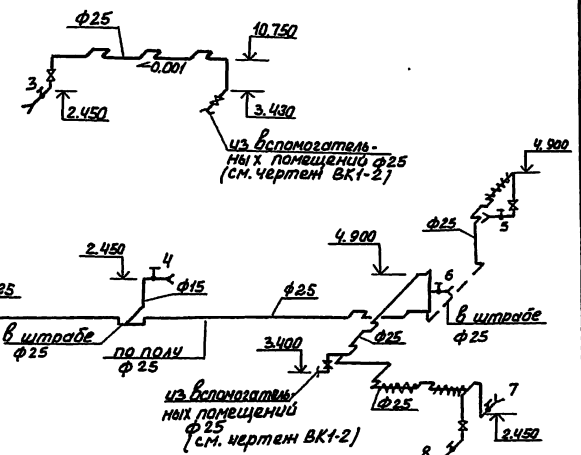 ф25
10.750
<0.001
3
2.450
3.430
из вспомогатель-
ных помещений ф25
(см. чертеж ВК1-2)
4.900
ф25
5
2.450
4
4.900
ф15
6
25
ф25
в штрабе
ф25
в штрабе
ф25
по полу
ф25
3.400
ф25
из вспомогатель
ных помещений
ф25
(см. чертеж ВК1-2)
ф25
7
2.450
8